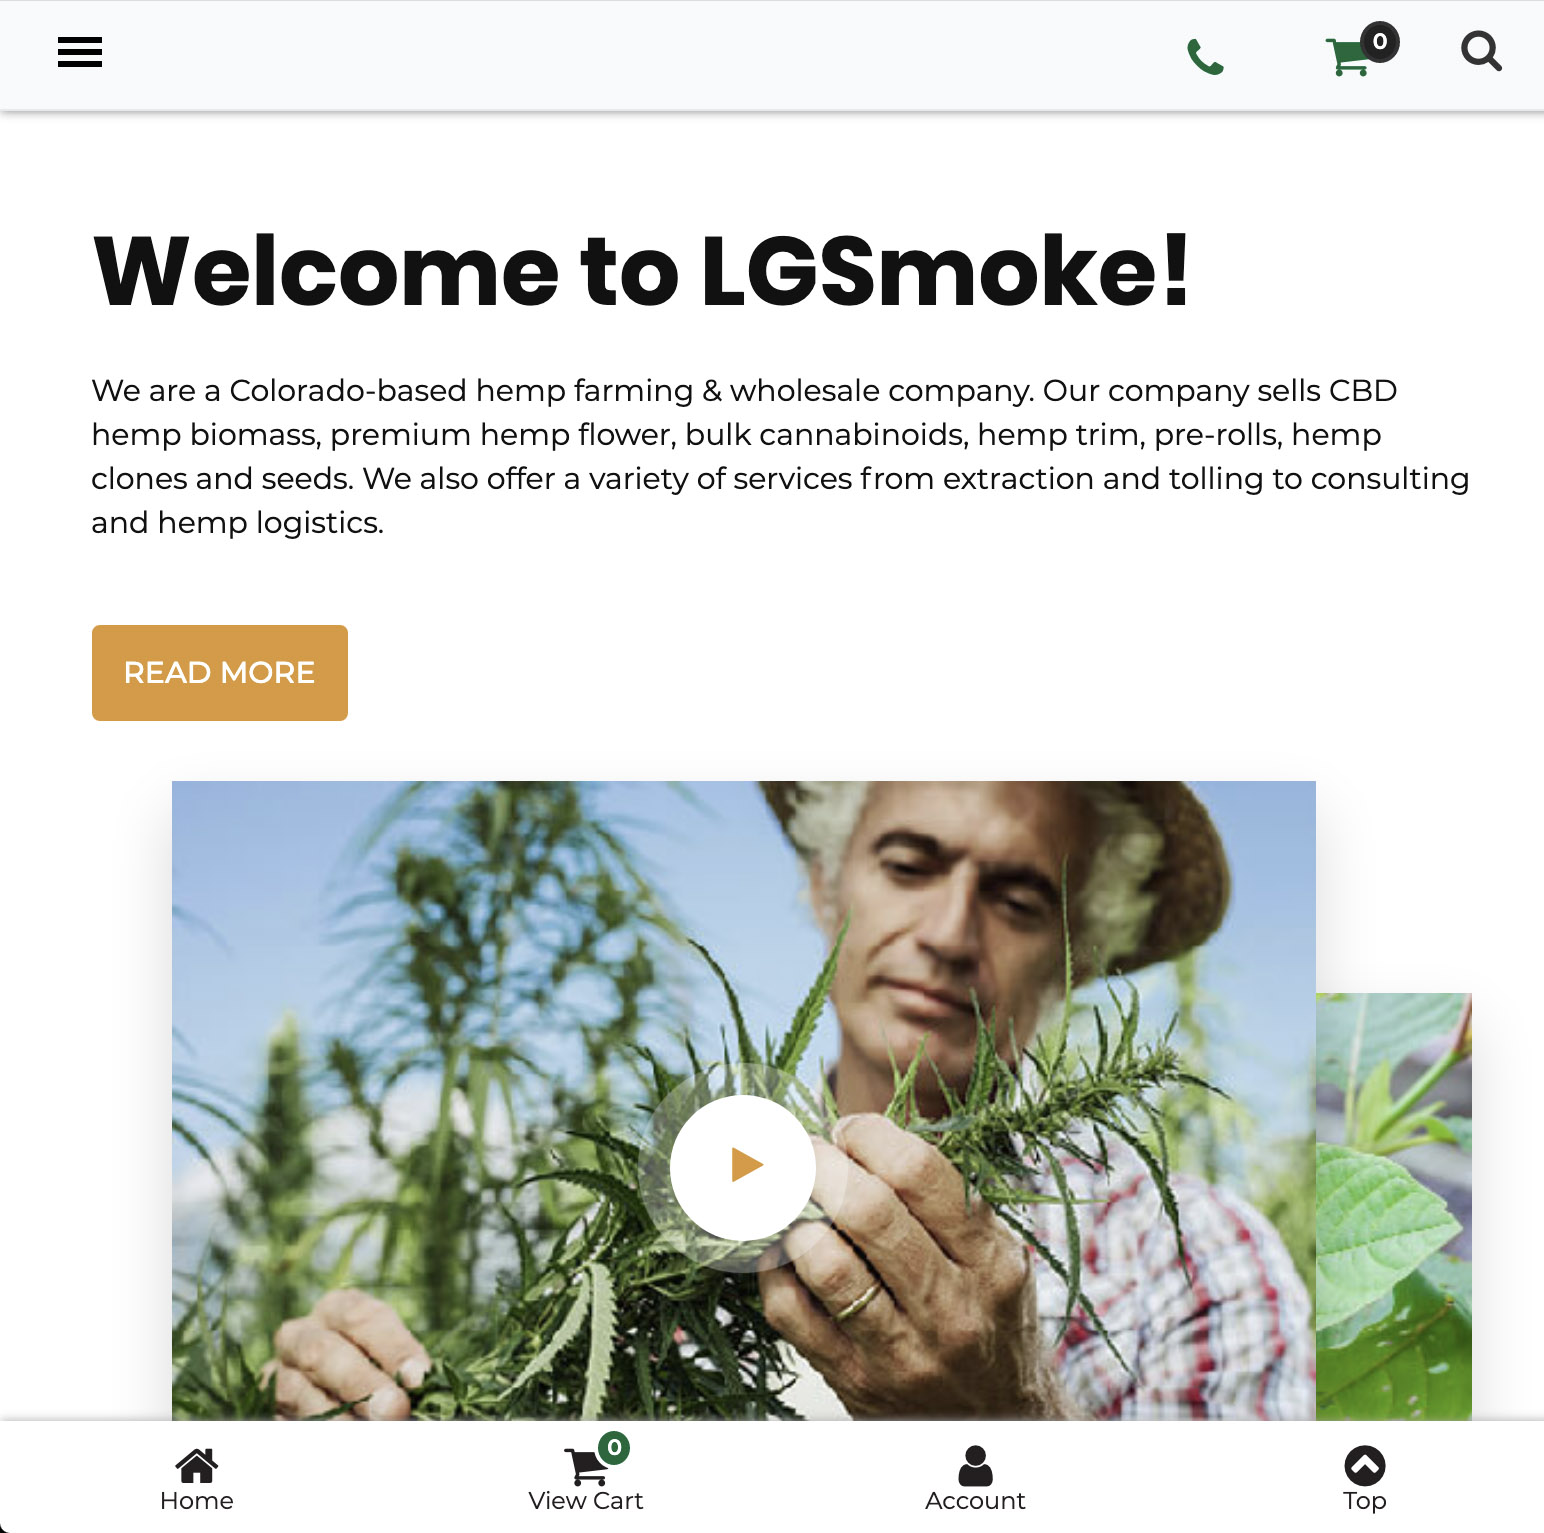 0
Welcome to LGSmoke!
We are a Colorado-based hemp farming & wholesale company. Our company sells CBD
hemp biomass, premium hemp flower, bulk cannabinoids, hemp trim, pre-rolls, hemp
clones and seeds. We also offer a variety of services from extraction and tolling to consulting
and hemp logistics.
READ MORE
0
Home View Cart Account Top